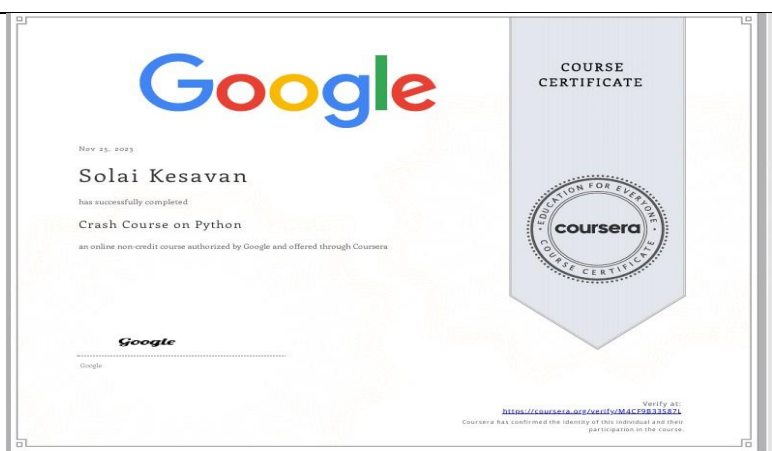 Google
COURSE
CERTIFICATE
Nov 25, 2023
Solai Kesavan
has successfully completed
Crash Course on Python
an online non-credit course authorized by Google and offered through Coursera
EDUCATION FOR EVERYONE
coursera
COURSE CERTIFICATE
Google
Google
Verify at:
https://coursera.org/verify/M4CF9B33S87L
Coursera has confirmed the identity of this individual and their
participation in the course.